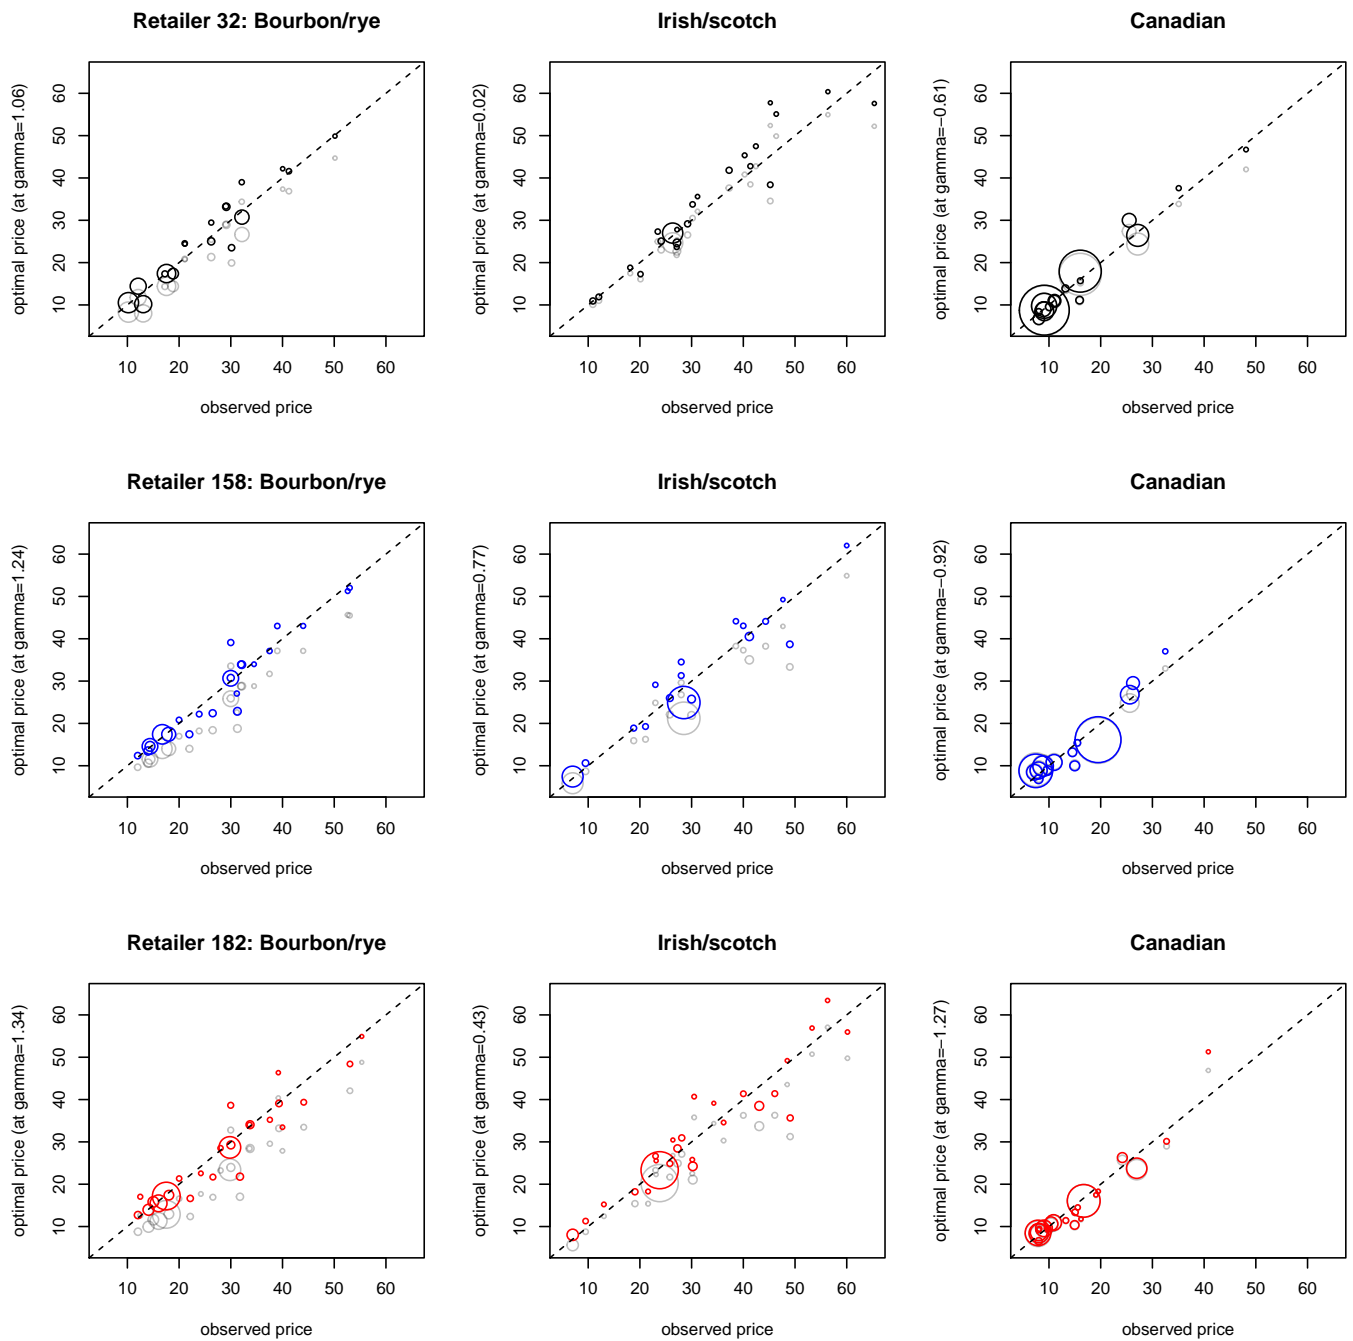 Retailer 32: Bourbon/rye
Irish/scotch
Canadian
optimal price (at gamma=1.06)
60
50
40
30
20
10
10 20 30 40 50 60
observed price
optimal price (at gamma=0.02)
60
50
40
30
20
10
10 20 30 40 50 60
observed price
optimal price (at gamma=−0.61)
60
50
40
30
20
10
10 20 30 40 50 60
observed price
Retailer 158: Bourbon/rye
Irish/scotch
Canadian
optimal price (at gamma=1.24)
60
50
40
30
20
10
10 20 30 40 50 60
observed price
optimal price (at gamma=0.77)
60
50
40
30
20
10
10 20 30 40 50 60
observed price
optimal price (at gamma=−0.92)
60
50
40
30
20
10
10 20 30 40 50 60
observed price
Retailer 182: Bourbon/rye
Irish/scotch
Canadian
optimal price (at gamma=1.34)
60
50
40
30
20
10
10 20 30 40 50 60
observed price
optimal price (at gamma=0.43)
60
50
40
30
20
10
10 20 30 40 50 60
observed price
optimal price (at gamma=−1.27)
60
50
40
30
20
10
10 20 30 40 50 60
observed price